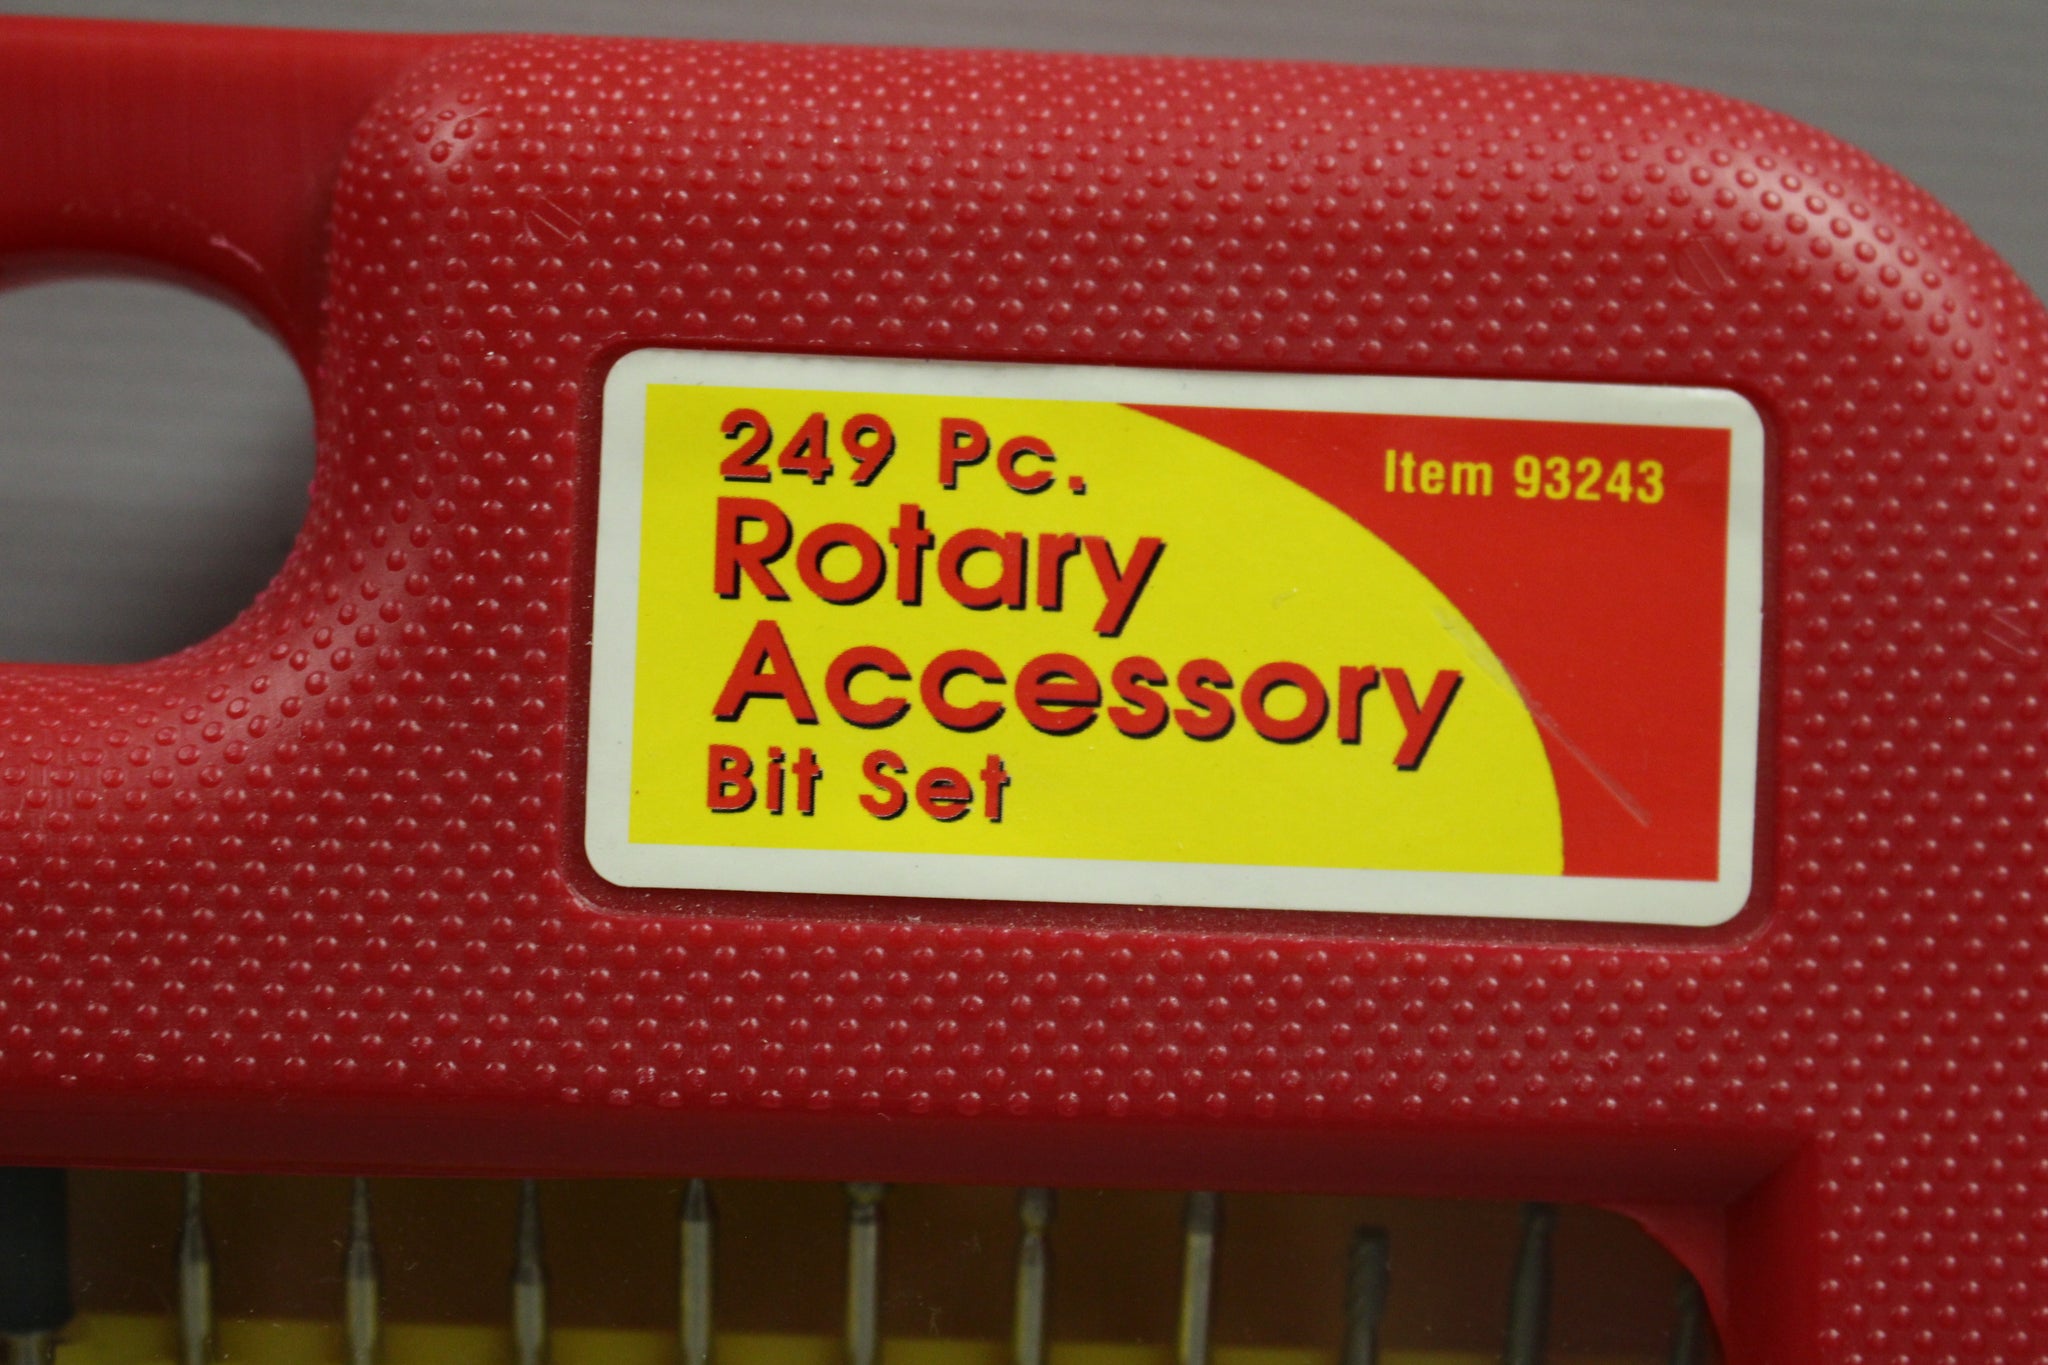 249 Pc.
Item 93243
Rotary
Accessory
Bit Set